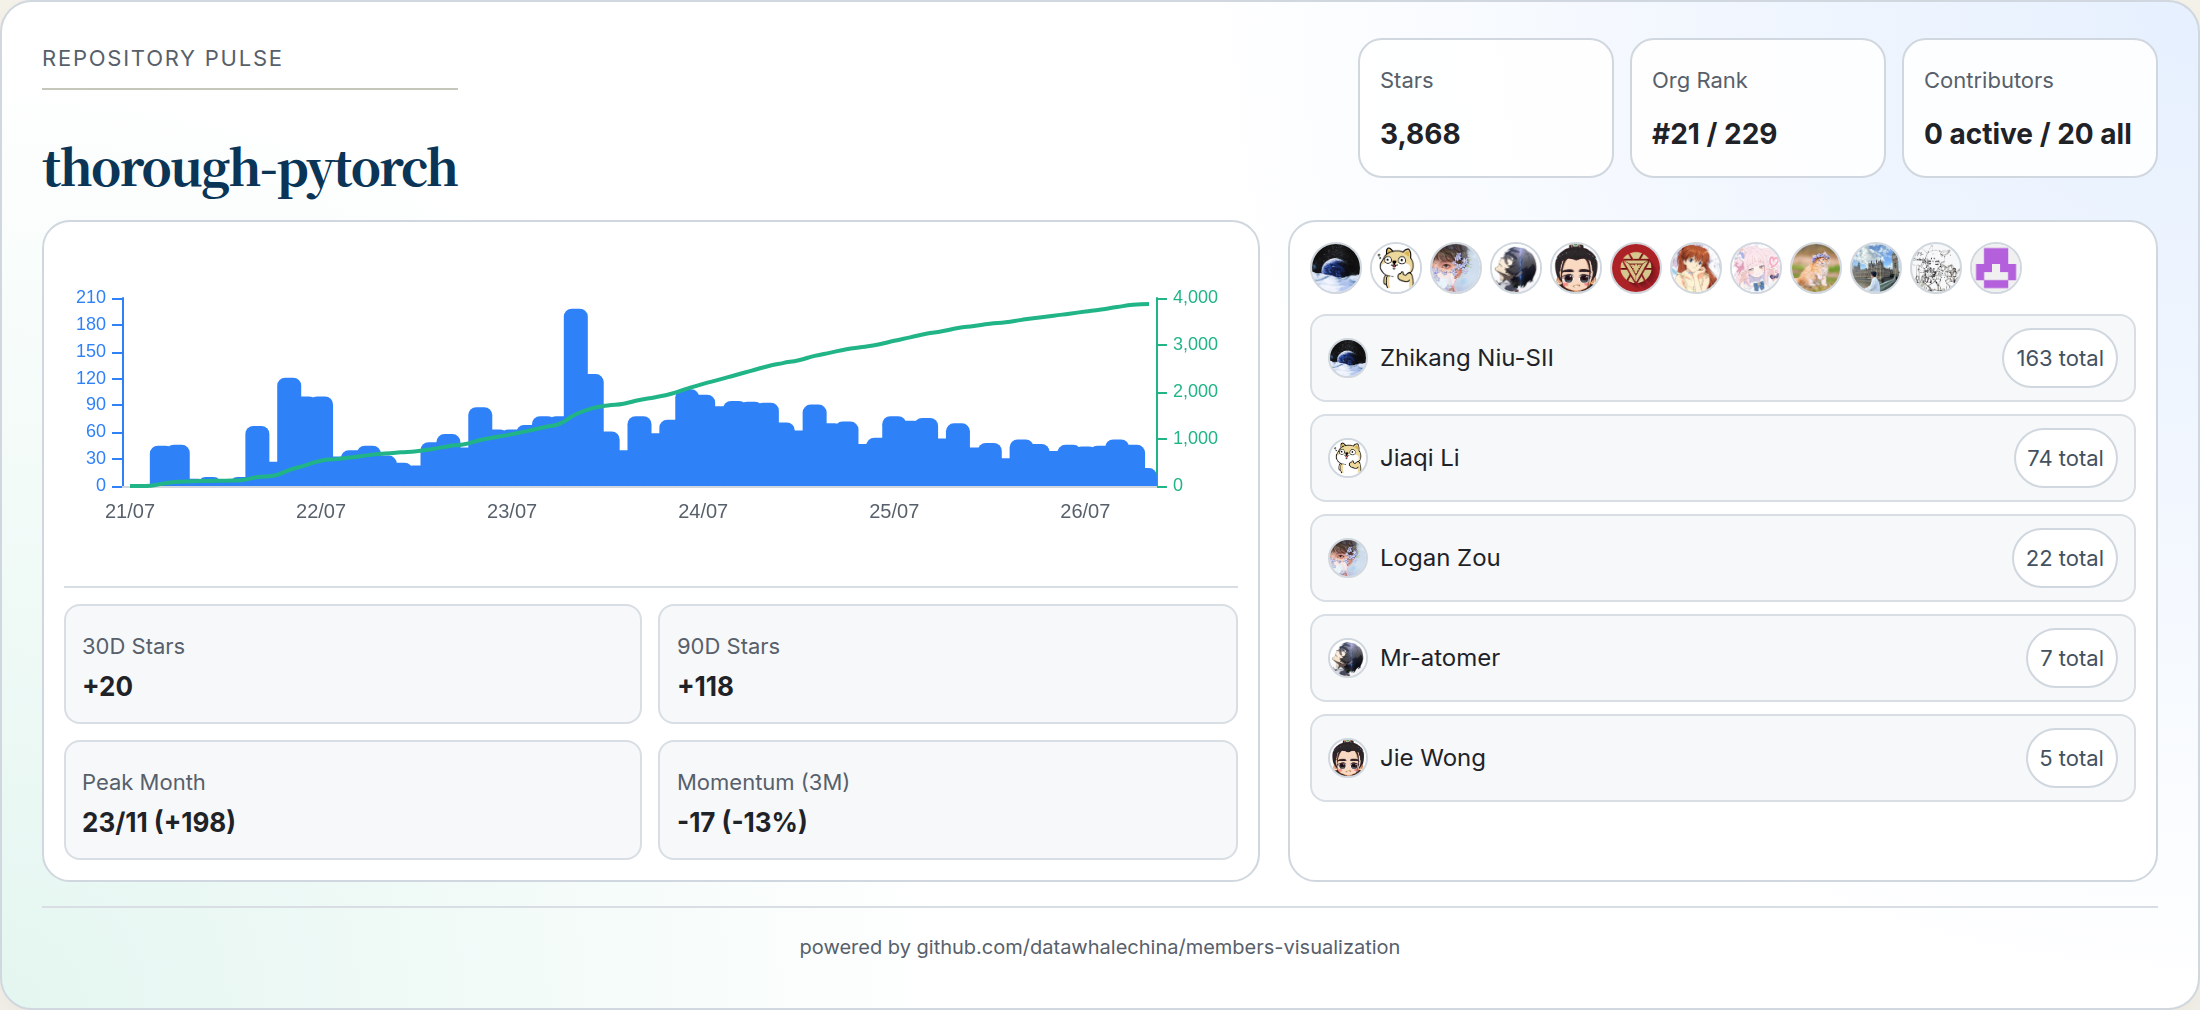 REPOSITORY PULSE
thorough-pytorch
Stars
3,868
Org Rank
#21 / 229
Contributors
0 active / 20 all
210
180
150
120
90
60
30
0
4,000
3,000
2,000
1,000
0
21/07
22/07
23/07
24/07
25/07
26/07
30D Stars
+20
90D Stars
+118
Peak Month
23/11 (+198)
Momentum (3M)
-17 (-13%)
Zhikang Niu-SII
163 total
Jiaqi Li
74 total
Logan Zou
22 total
Mr-atomer
7 total
Jie Wong
5 total
powered by github.com/datawhalechina/members-visualization